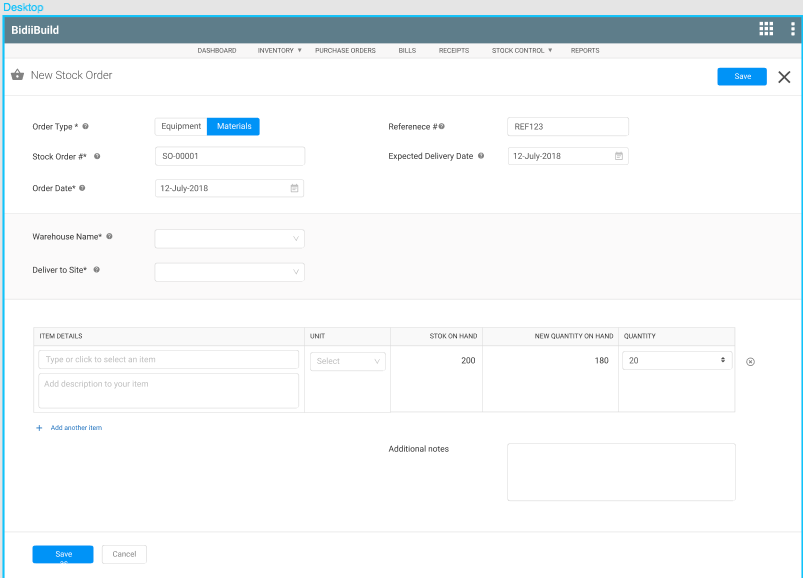 Desktop
BidiiBuild
DASHBOARD INVENTORY ▼ PURCHASE ORDERS BILLS RECEIPTS STOCK CONTROL ▼ REPORTS
New Stock Order Save
Order Type * Equipment Materials Referenece # REF123
Stock Order #* SO-00001 Expected Delivery Date 12-July-2018
Order Date* 12-July-2018
Warehouse Name*
Deliver to Site*
ITEM DETAILS UNIT STOK ON HAND NEW QUANTITY ON HAND QUANTITY
Type or click to select an item Select 200 180 20
Add description to your item
+ Add another item
Additional notes
Save Cancel